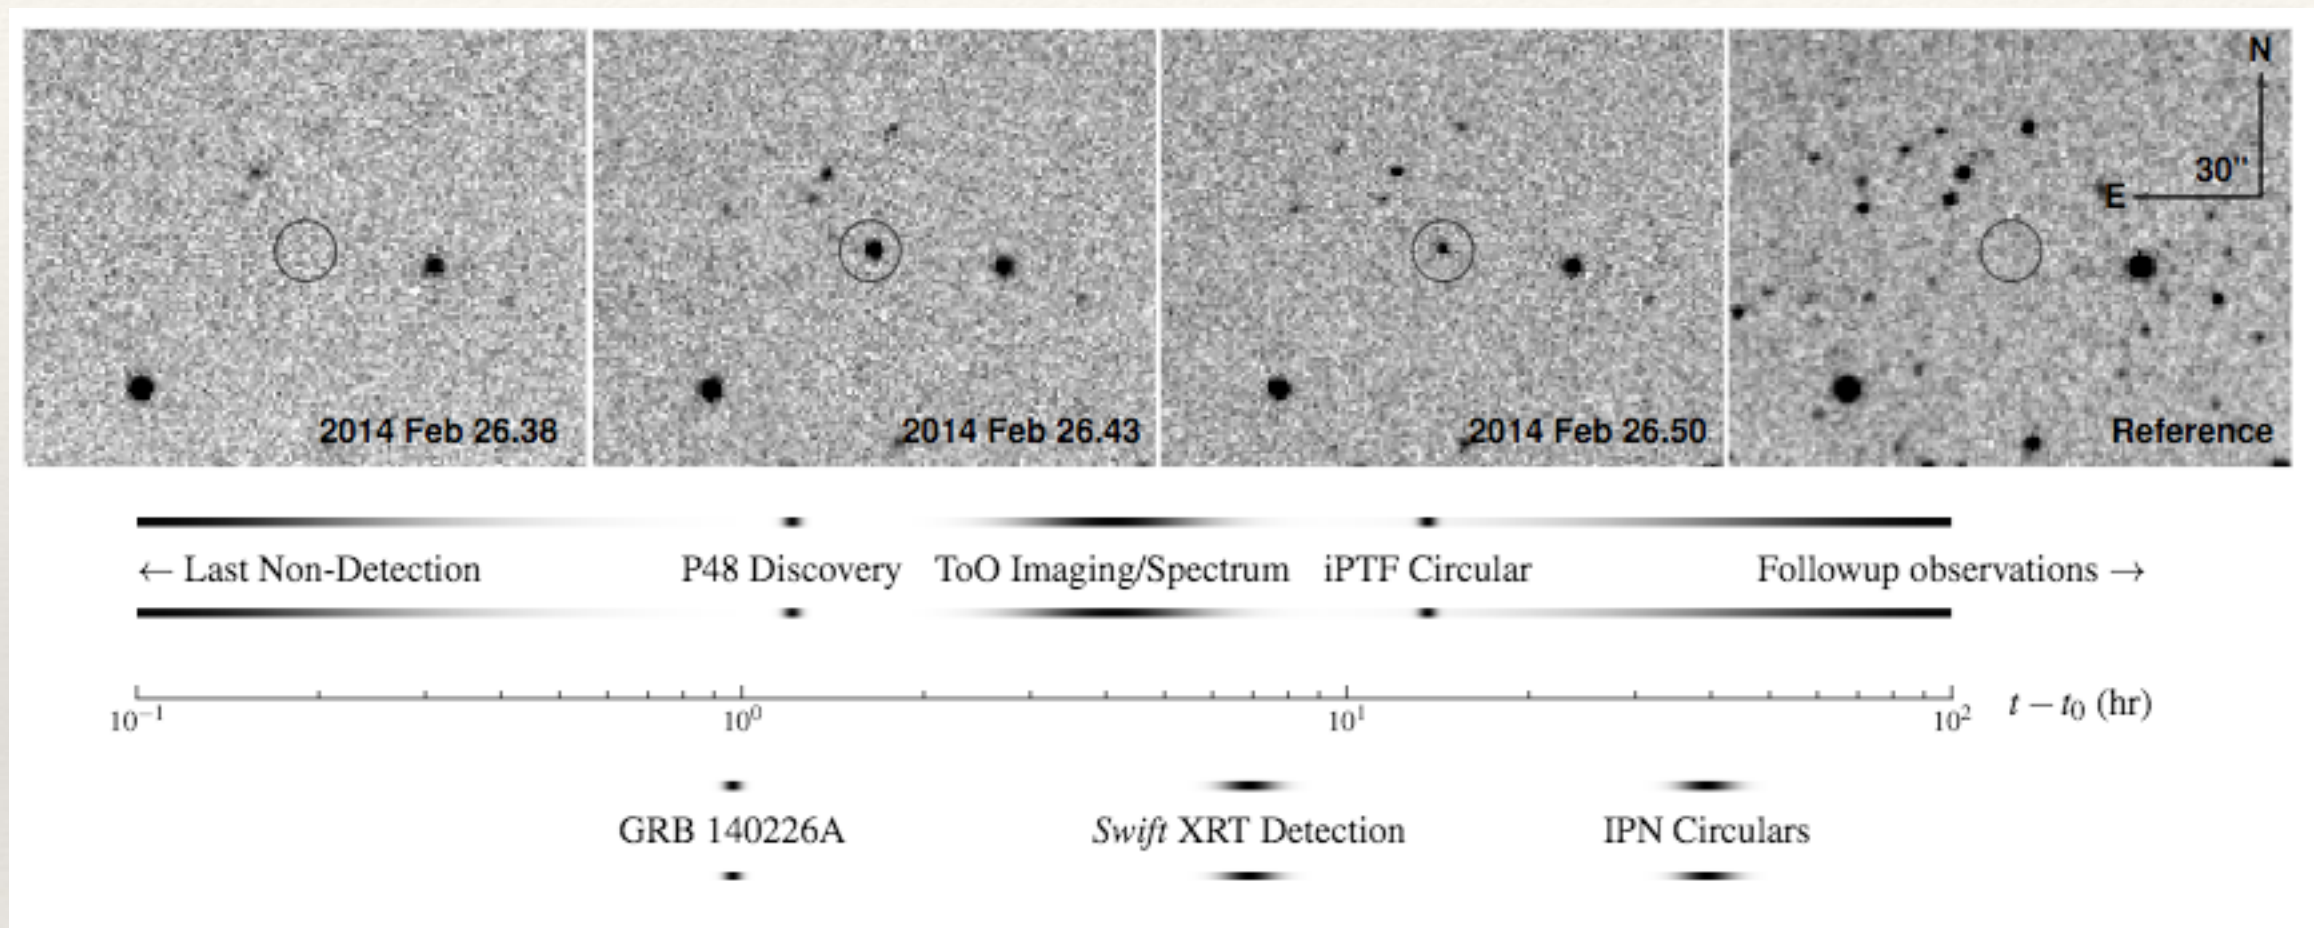 N
30"
E
2014 Feb 26.38
2014 Feb 26.43
2014 Feb 26.50
Reference
← Last Non-Detection
P48 Discovery
ToO Imaging/Spectrum
iPTF Circular
Followup observations →
10⁻¹
10⁰
10¹
10²
t − t₀ (hr)
GRB 140226A
Swift XRT Detection
IPN Circulars